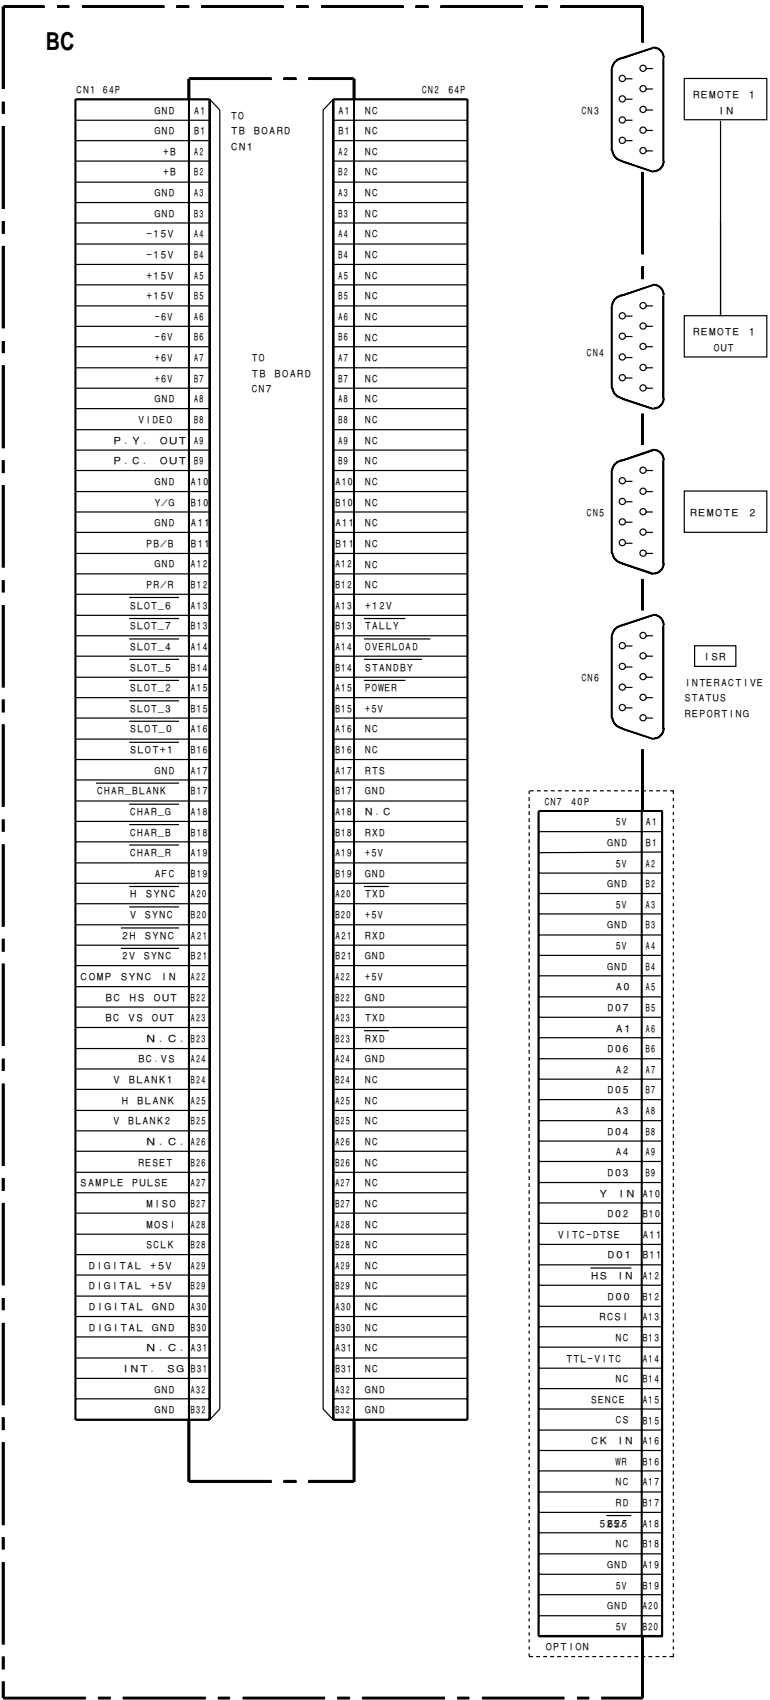 BC
CN1 64P
GND A1
GND B1
+B A2
+B B2
GND A3
GND B3
-15V A4
-15V B4
+15V A5
+15V B5
-6V A6
-6V B6
+6V A7
+6V B7
GND A8
VIDEO B8
P.Y. OUT A9
P.C. OUT B9
GND A10
Y/G B10
GND A11
PB/B B11
GND A12
PR/R B12
SLOT_6 A13
SLOT_7 B13
SLOT_4 A14
SLOT_5 B14
SLOT_2 A15
SLOT_3 B15
SLOT_0 A16
SLOT+1 B16
GND A17
CHAR_BLANK B17
CHAR_G A18
CHAR_B B18
CHAR_R A19
AFC B19
H SYNC A20
V SYNC B20
2H SYNC A21
2V SYNC B21
COMP SYNC IN A22
BC HS OUT B22
BC VS OUT A23
N.C. B23
BC.VS A24
V BLANK1 B24
H BLANK A25
V BLANK2 B25
N.C. A26
RESET B26
SAMPLE PULSE A27
MISO B27
MOSI A28
SCLK B28
DIGITAL +5V A29
DIGITAL +5V B29
DIGITAL GND A30
DIGITAL GND B30
N.C. A31
INT. SG B31
GND A32
GND B32
TO
TB BOARD
CN1
TO
TB BOARD
CN7
CN2 64P
A1 NC
B1 NC
A2 NC
B2 NC
A3 NC
B3 NC
A4 NC
B4 NC
A5 NC
B5 NC
A6 NC
B6 NC
A7 NC
B7 NC
A8 NC
B8 NC
A9 NC
B9 NC
A10 NC
B10 NC
A11 NC
B11 NC
A12 NC
B12 NC
A13 +12V
B13 TALLY
A14 OVERLOAD
B14 STANDBY
A15 POWER
B15 +5V
A16 NC
B16 NC
A17 RTS
B17 GND
A18 N.C
B18 RXD
A19 +5V
B19 GND
A20 TXD
B20 +5V
A21 RXD
B21 GND
A22 +5V
B22 GND
A23 TXD
B23 RXD
A24 GND
B24 NC
A25 NC
B25 NC
A26 NC
B26 NC
A27 NC
B27 NC
A28 NC
B28 NC
A29 NC
B29 NC
A30 NC
B30 NC
A31 NC
B31 NC
A32 GND
B32 GND
CN3
REMOTE 1
IN
CN4
REMOTE 1
OUT
CN5
REMOTE 2
CN6
ISR
INTERACTIVE
STATUS
REPORTING
CN7 40P
5V A1
GND B1
5V A2
GND B2
5V A3
GND B3
5V A4
GND B4
A0 A5
D07 B5
A1 A6
D06 B6
A2 A7
D05 B7
A3 A8
D04 B8
A4 A9
D03 B9
Y IN A10
D02 B10
VITC-DTSE A11
D01 B11
HS IN A12
D00 B12
RCSI A13
NC B13
TTL-VITC A14
NC B14
SENCE A15
CS B15
CK IN A16
WR B16
NC A17
RD B17
A18
NC B18
GND A19
5V B19
GND A20
5V B20
OPTION